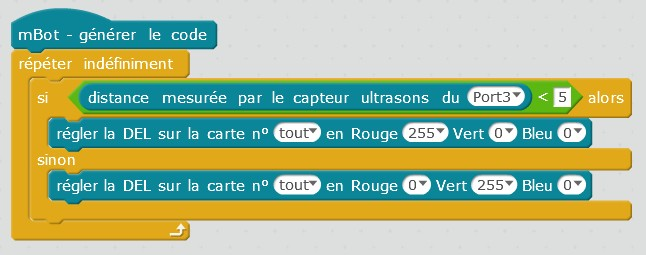 mBot - générer le code
répéter indéfiniment
si distance mesurée par le capteur ultrasons du Port3 < 5 alors
régler la DEL sur la carte nº tout en Rouge 255 Vert 0 Bleu 0
sinon
régler la DEL sur la carte nº tout en Rouge 0 Vert 255 Bleu 0